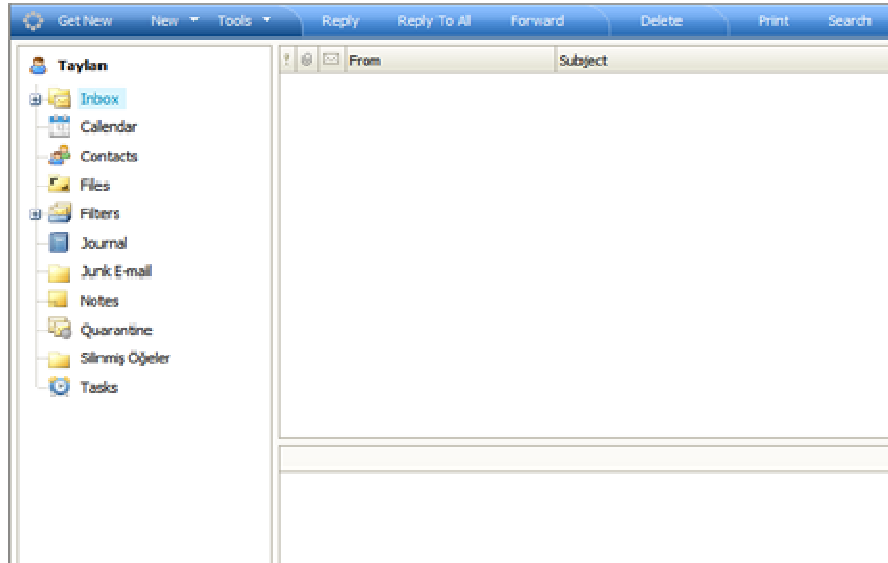 Get New New Tools Reply Reply To All Forward Delete Print Search
Taylan
! From Subject
Inbox
Calendar
Contacts
Files
Filters
Journal
Junk E-mail
Notes
Quarantine
Silinmiş Öğeler
Tasks